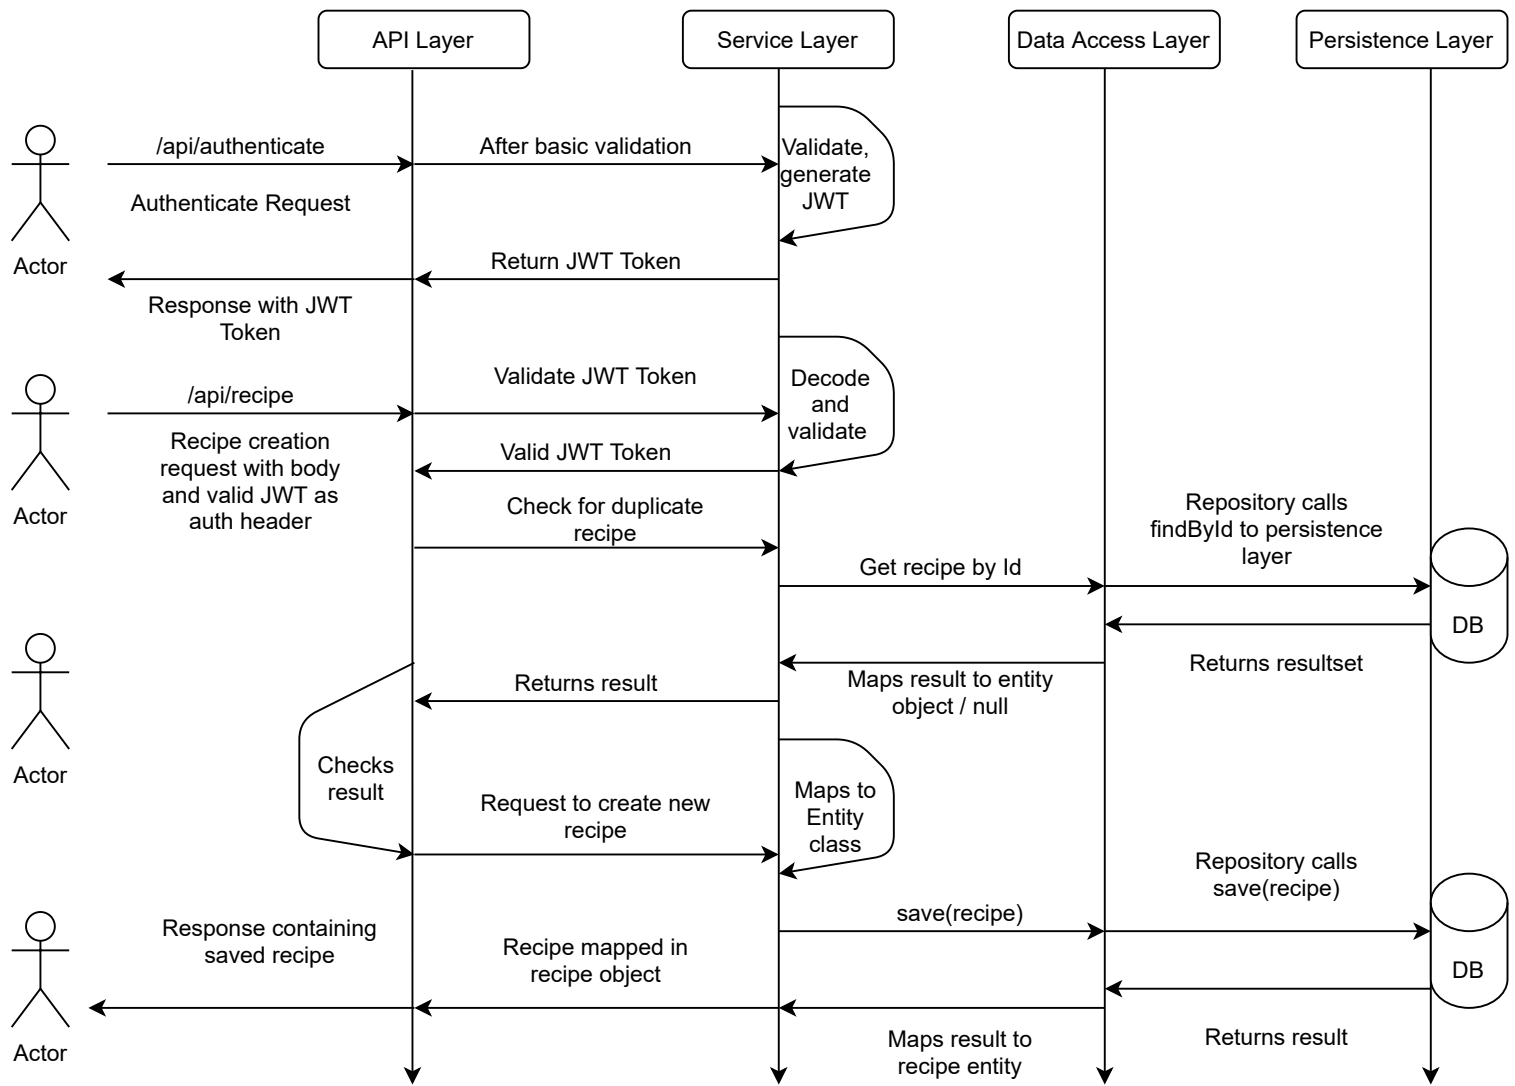 API Layer
Service Layer
Data Access Layer
Persistence Layer
/api/authenticate
After basic validation
Validate,
generate
JWT
Authenticate Request
Actor
Return JWT Token
Response with JWT
Token
Validate JWT Token
Decode
and
validate
/api/recipe
Recipe creation
request with body
and valid JWT as
auth header
Valid JWT Token
Actor
Check for duplicate
recipe
Repository calls
findById to persistence
layer
Get recipe by Id
DB
Returns resultset
Maps result to entity
object / null
Returns result
Actor
Checks
result
Request to create new
recipe
Maps to
Entity
class
Repository calls
save(recipe)
save(recipe)
Response containing
saved recipe
Recipe mapped in
recipe object
DB
Actor
Maps result to
recipe entity
Returns result